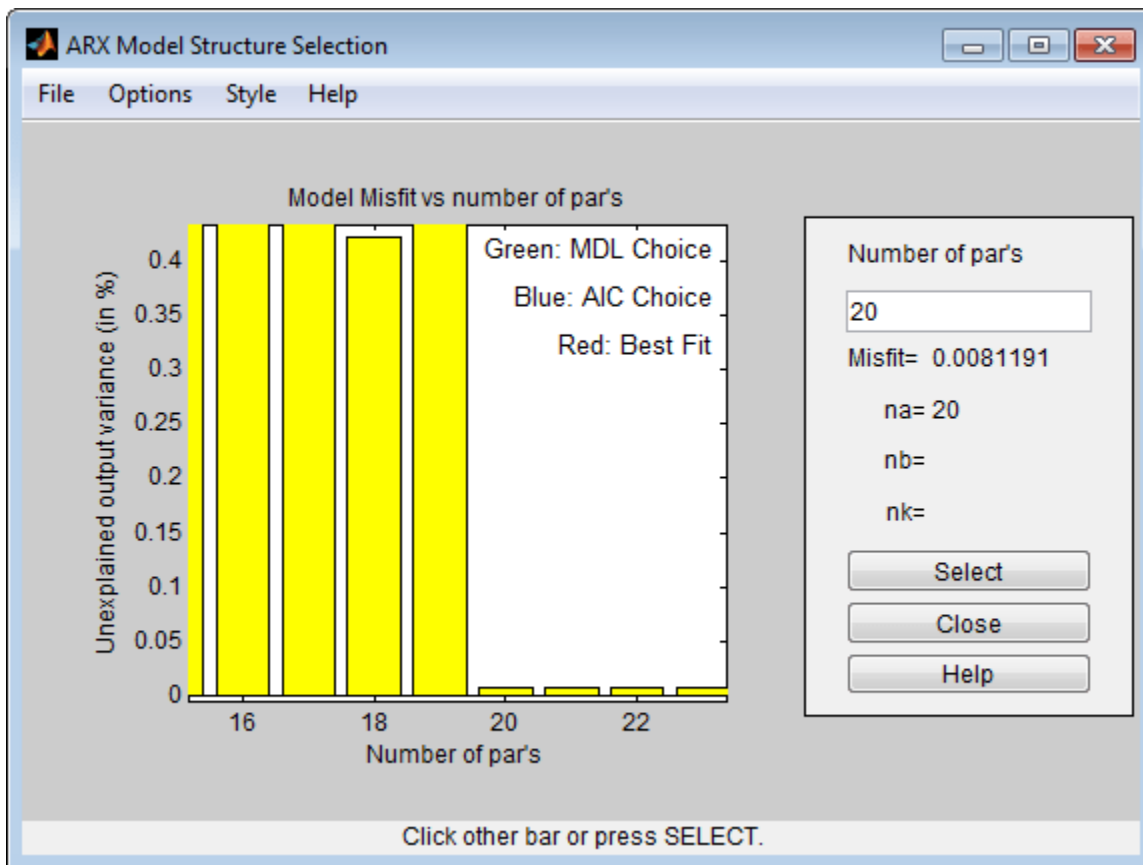 ARX Model Structure Selection
File Options Style Help
Model Misfit vs number of par's
Green: MDL Choice
Blue: AIC Choice
Red: Best Fit
Unexplained output variance (in %)
0.4
0.35
0.3
0.25
0.2
0.15
0.1
0.05
0
16 18 20 22
Number of par's
Number of par's
20
Misfit= 0.0081191
na= 20
nb=
nk=
Select
Close
Help
Click other bar or press SELECT.